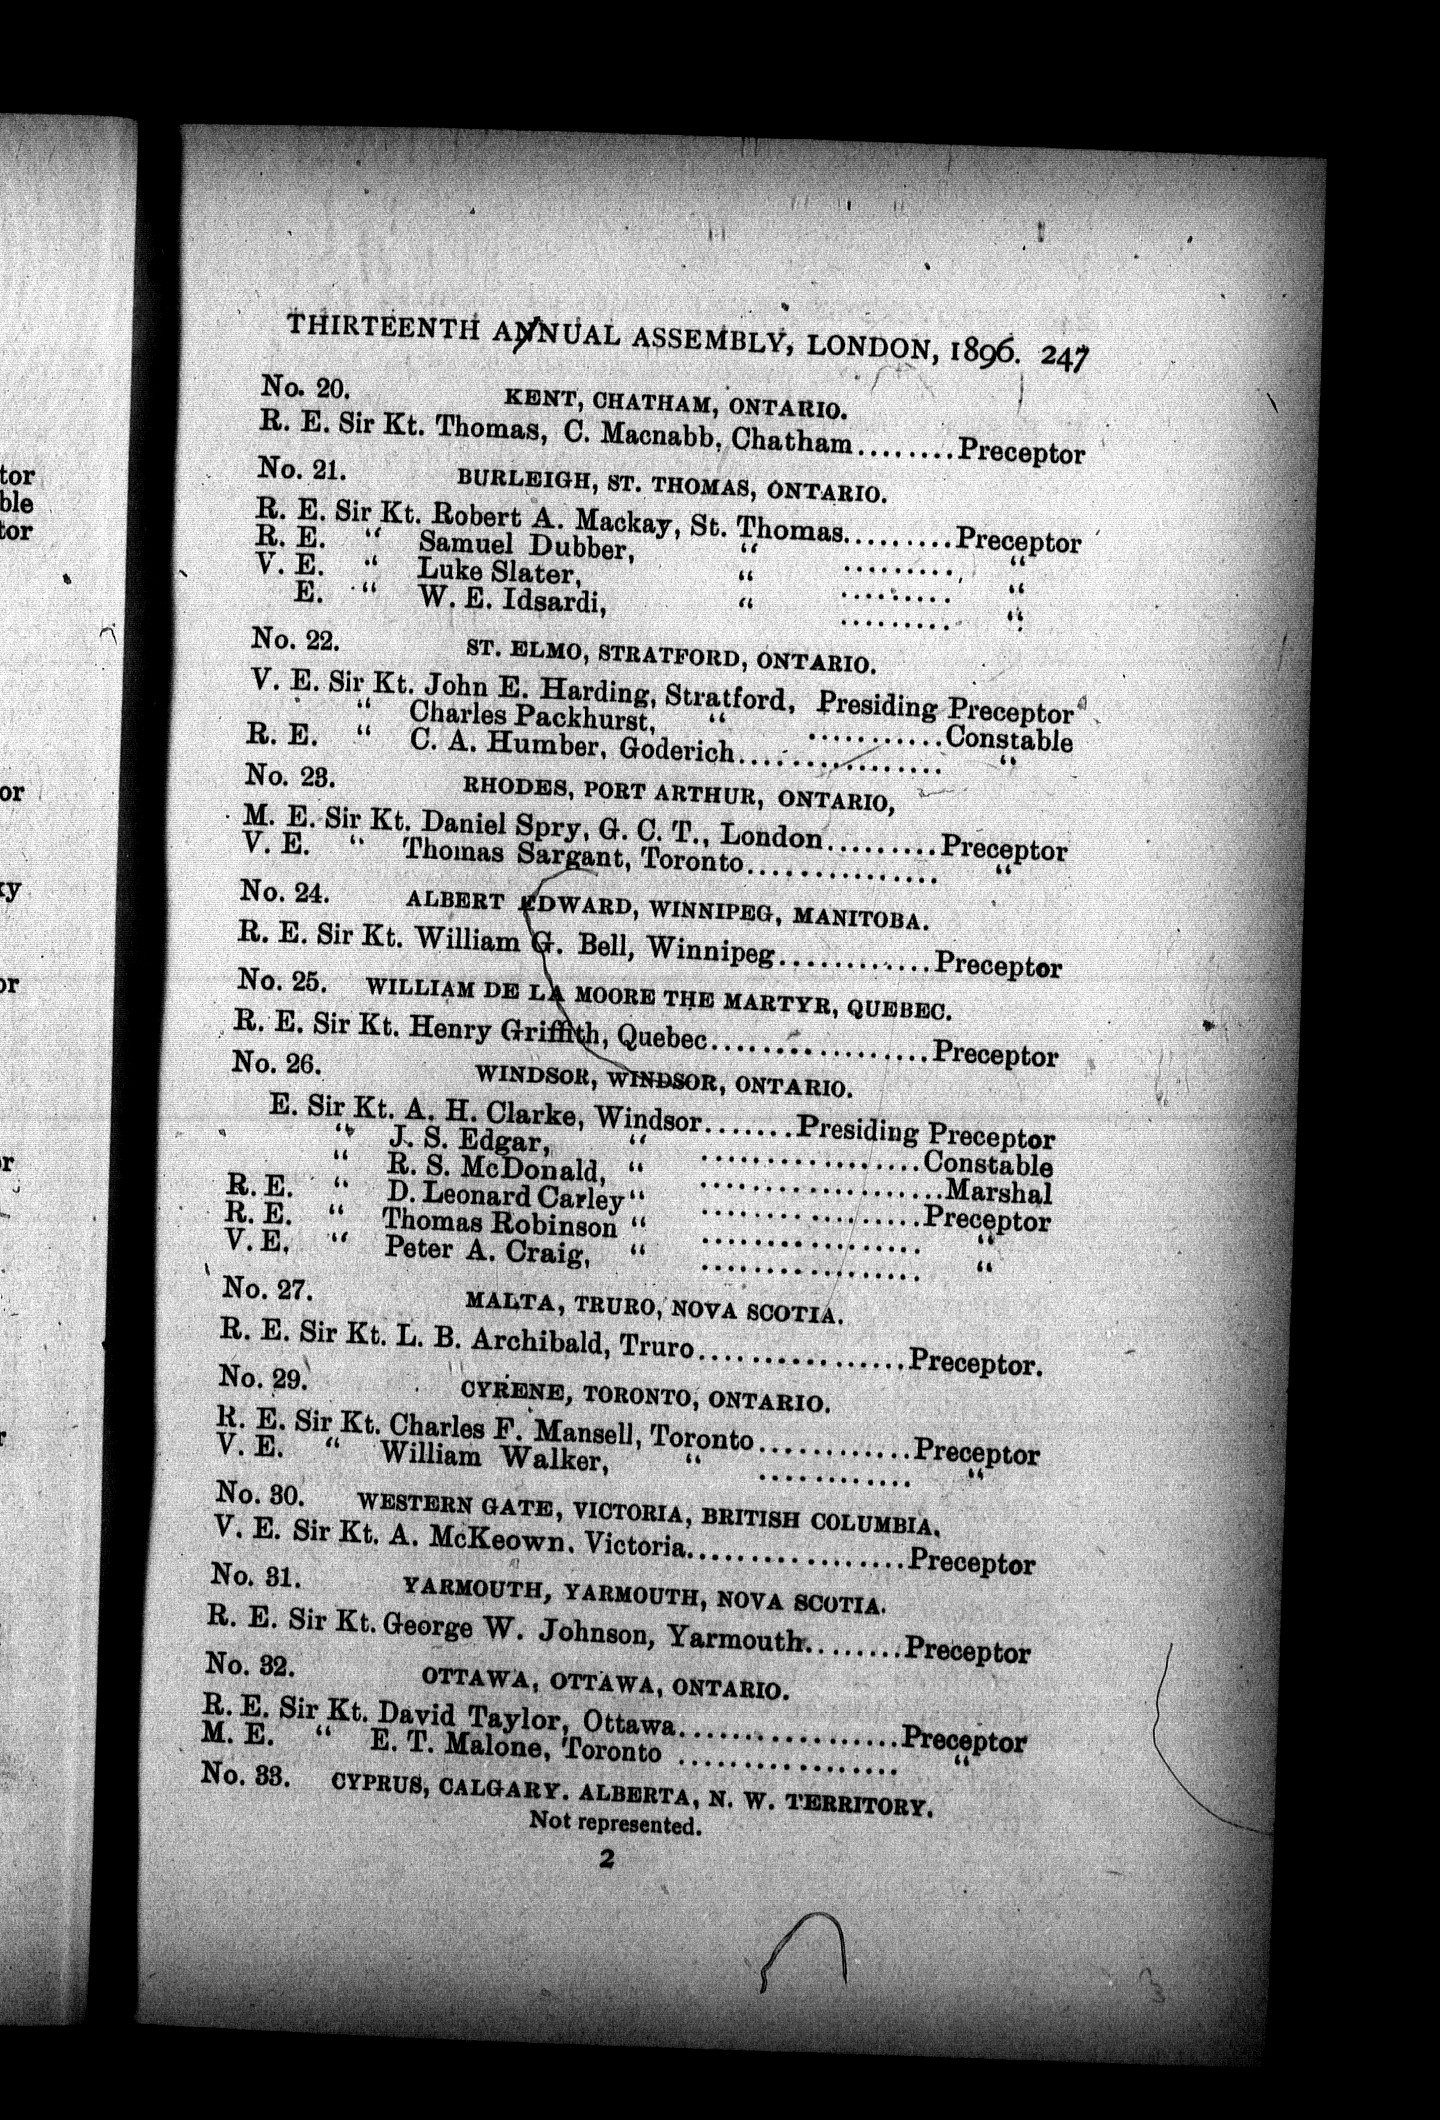 THIRTEENTH ANNUAL ASSEMBLY, LONDON, 1896. 247
No. 20. KENT, CHATHAM, ONTARIO.
R. E. Sir Kt. Thomas, C. Macnabb, Chatham........Preceptor
No. 21. BURLEIGH, ST. THOMAS, ONTARIO.
R. E. Sir Kt. Robert A. Mackay, St. Thomas.........Preceptor
R. E. “ Samuel Dubber, “ ......... “
V. E. “ Luke Slater, “ ......... “
E. “ W. E. Idsardi, “ ......... “
No. 22. ST. ELMO, STRATFORD, ONTARIO.
V. E. Sir Kt. John E. Harding, Stratford, Presiding Preceptor
“ Charles Packhurst, “ ...........Constable
R. E. “ C. A. Humber, Goderich................ “
No. 23. RHODES, PORT ARTHUR, ONTARIO,
M. E. Sir Kt. Daniel Spry, G. C. T., London.........Preceptor
V. E. “ Thomas Sargant, Toronto............... “
No. 24. ALBERT EDWARD, WINNIPEG, MANITOBA.
R. E. Sir Kt. William G. Bell, Winnipeg............Preceptor
No. 25. WILLIAM DE LA MOORE THE MARTYR, QUEBEC.
R. E. Sir Kt. Henry Griffith, Quebec.................Preceptor
No. 26. WINDSOR, WINDSOR, ONTARIO.
E. Sir Kt. A. H. Clarke, Windsor.......Presiding Preceptor
“ J. S. Edgar, “ .................Constable
“ R. S. McDonald, “ ...................Marshal
R. E. “ D. Leonard Carley “ .................Preceptor
R. E. “ Thomas Robinson “ ................. “
V. E. “ Peter A. Craig, “ ................. “
No. 27. MALTA, TRURO, NOVA SCOTIA.
R. E. Sir Kt. L. B. Archibald, Truro................Preceptor.
No. 29. CYRENE, TORONTO, ONTARIO.
R. E. Sir Kt. Charles F. Mansell, Toronto............Preceptor
V. E. “ William Walker, “ ............ “
No. 30. WESTERN GATE, VICTORIA, BRITISH COLUMBIA.
V. E. Sir Kt. A. McKeown. Victoria.................Preceptor
No. 31. YARMOUTH, YARMOUTH, NOVA SCOTIA.
R. E. Sir Kt. George W. Johnson, Yarmouth........Preceptor
No. 32. OTTAWA, OTTAWA, ONTARIO.
R. E. Sir Kt. David Taylor, Ottawa.................Preceptor
M. E. “ E. T. Malone, Toronto ................. “
No. 33. CYPRUS, CALGARY. ALBERTA, N. W. TERRITORY.
Not represented.
2